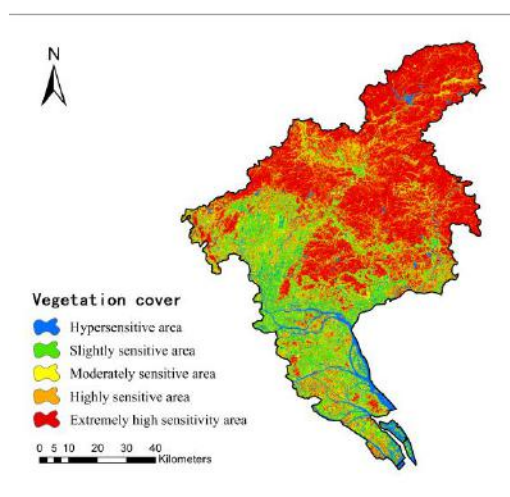 N
Vegetation cover
Hypersensitive area
Slightly sensitive area
Moderately sensitive area
Highly sensitive area
Extremely high sensitivity area
0 5 10 20 30 40
Kilometers